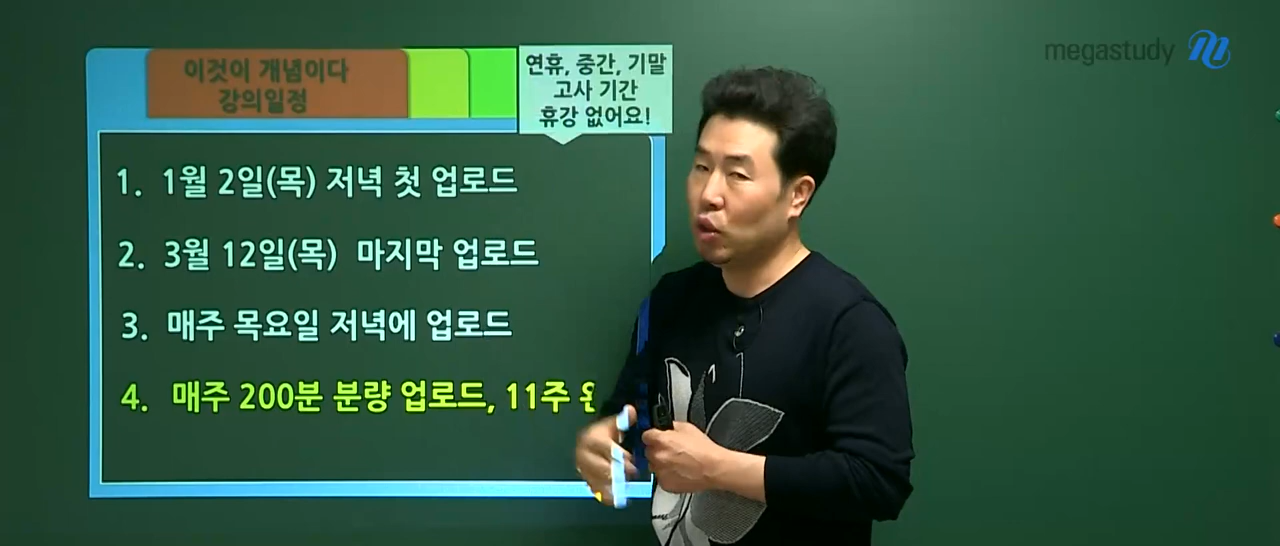 megastudy
이것이 개념이다
강의일정
연휴, 중간, 기말
고사 기간
휴강 없어요!
1. 1월 2일(목) 저녁 첫 업로드
2. 3월 12일(목) 마지막 업로드
3. 매주 목요일 저녁에 업로드
4. 매주 200분 분량 업로드, 11주